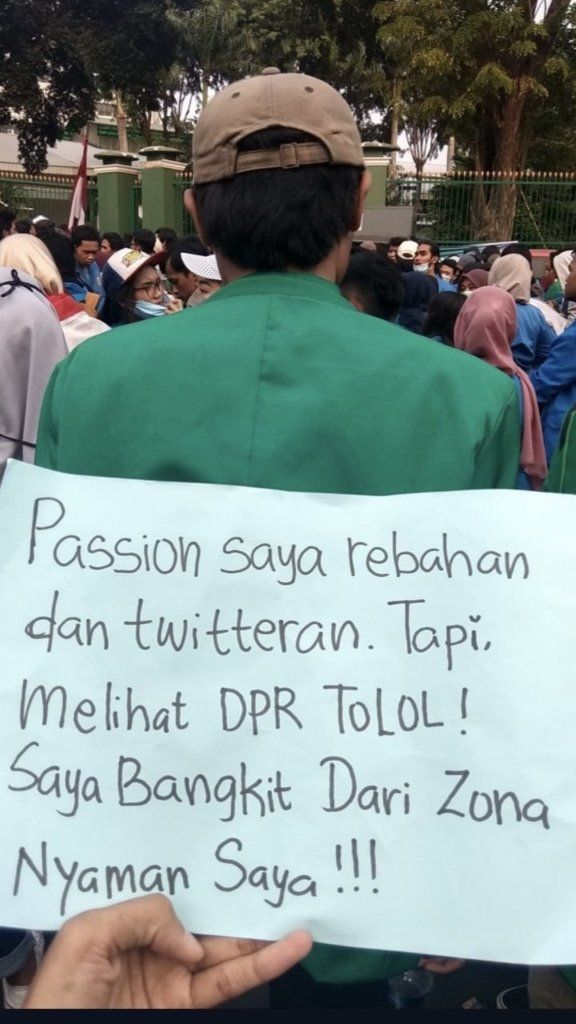 Passion saya rebahan
dan twitteran. Tapi,
Melihat DPR TOLOL!
Saya Bangkit Dari Zona
Nyaman Saya!!!